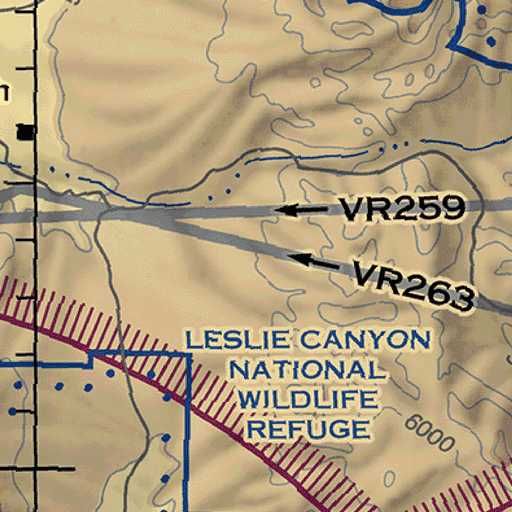 VR259
VR263
LESLIE CANYON
NATIONAL
WILDLIFE
REFUGE
6000